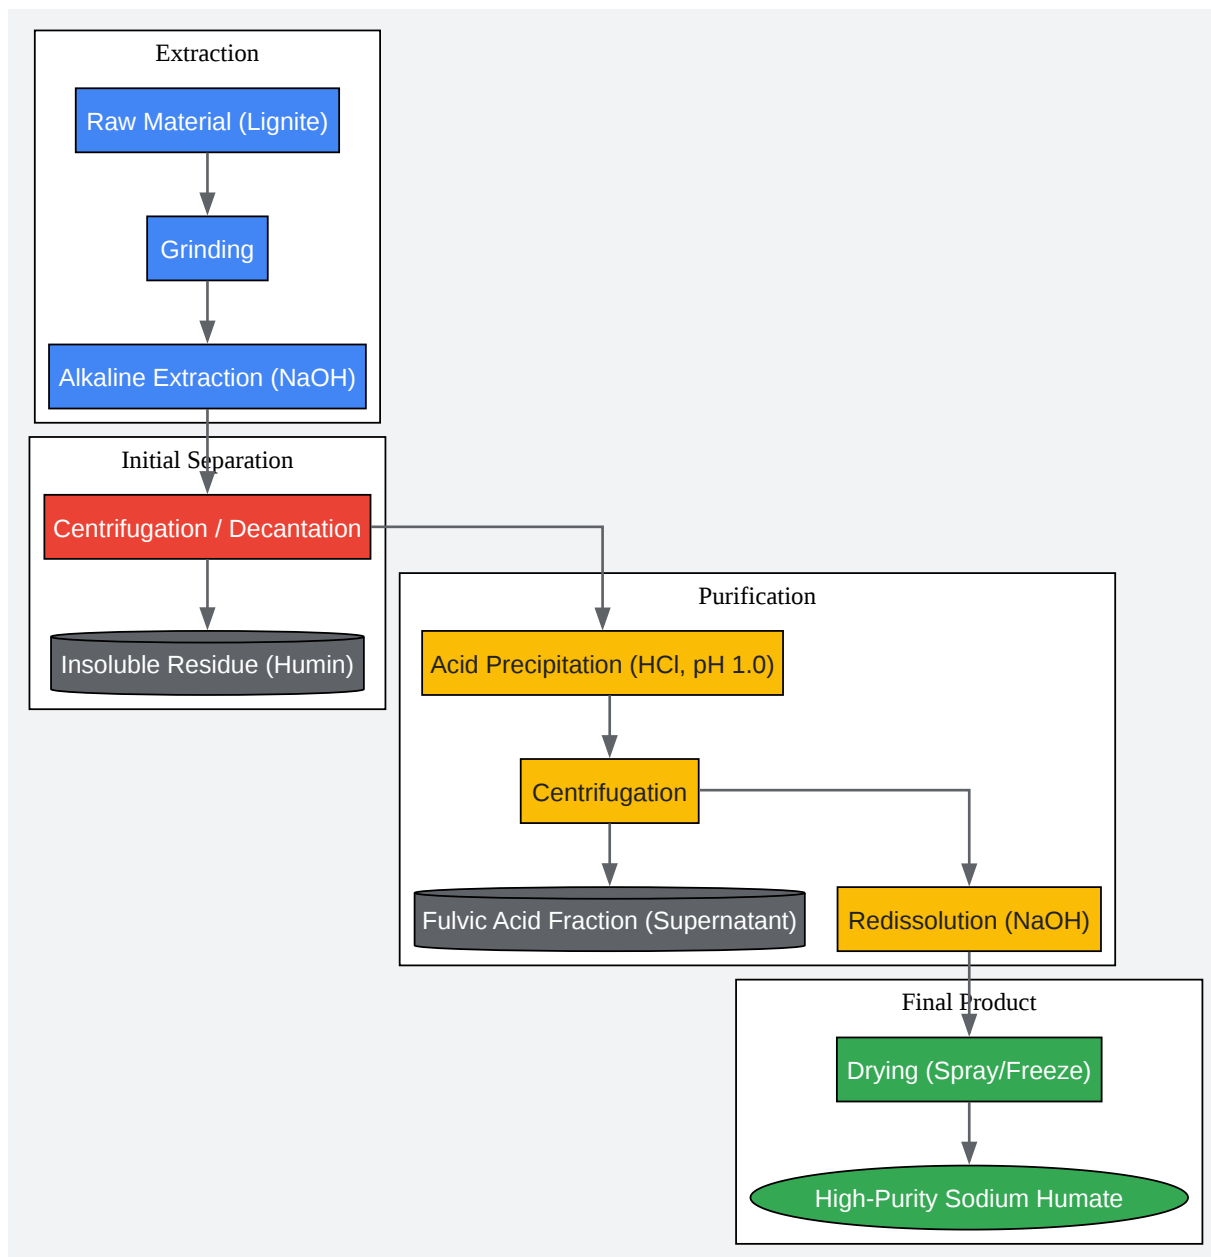 Extraction
Raw Material (Lignite)
Grinding
Alkaline Extraction (NaOH)
Initial Separation
Centrifugation / Decantation
Insoluble Residue (Humin)
Purification
Acid Precipitation (HCl, pH 1.0)
Centrifugation
Fulvic Acid Fraction (Supernatant)
Redissolution (NaOH)
Final Product
Drying (Spray/Freeze)
High-Purity Sodium Humate